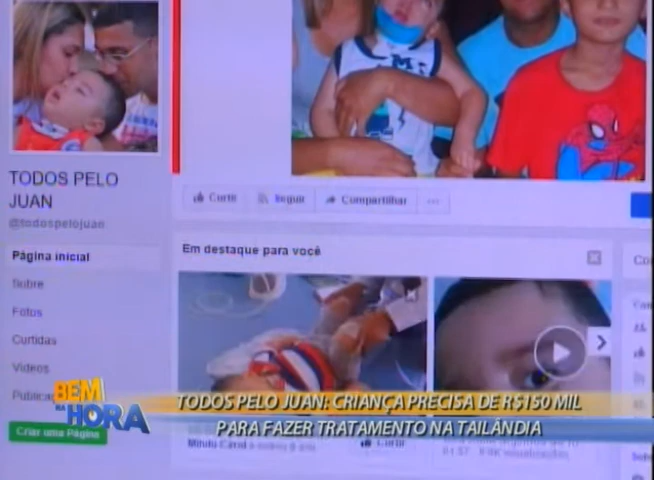 TODOS PELO
JUAN
@todospelojuan
Página inicial
Sobre
Fotos
Curtidas
Vídeos
Criar uma Página
Curtir
Seguir
Compartilhar
...
Em destaque para você
Curtir
BEM
NA
HORA
TODOS PELO JUAN: CRIANÇA PRECISA DE R$150 MIL
PARA FAZER TRATAMENTO NA TAILÂNDIA